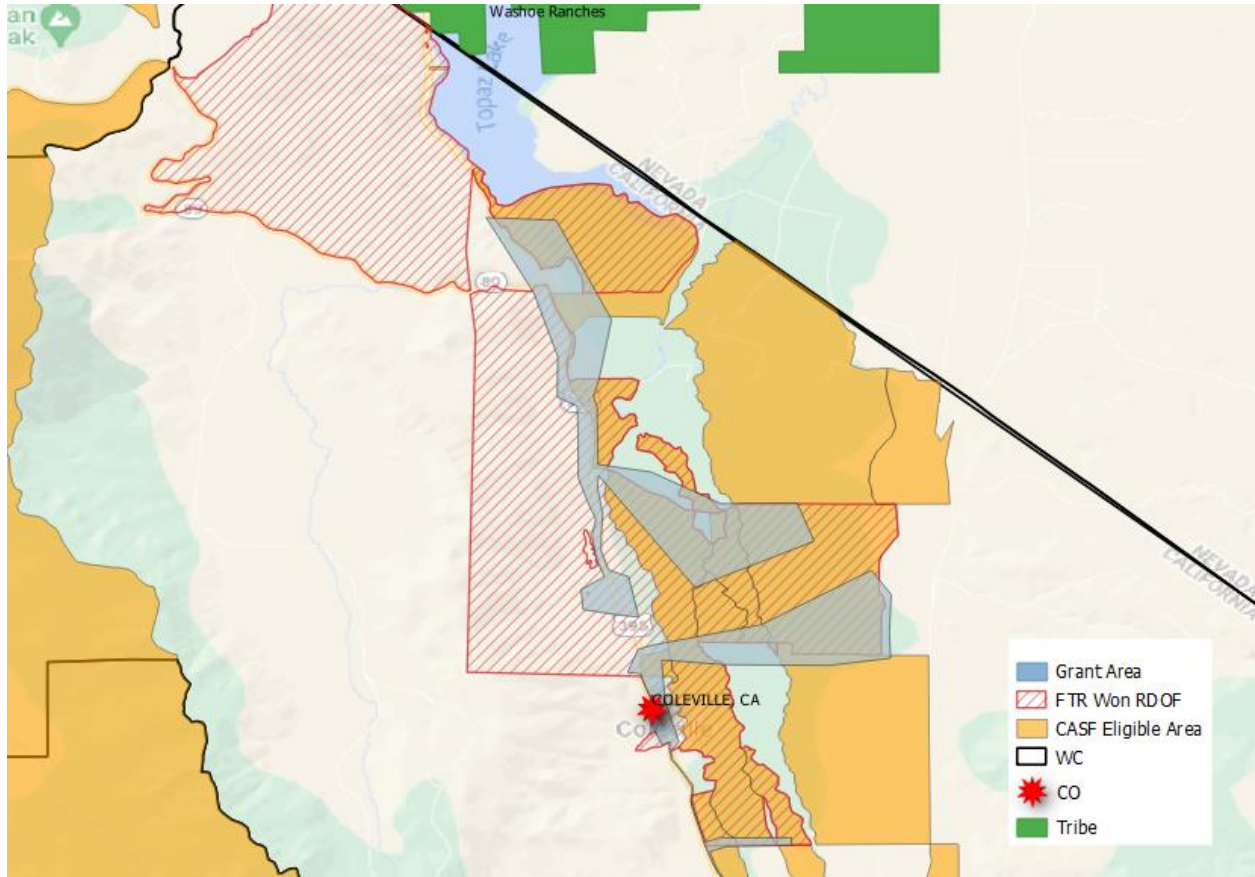 Washoe Ranches
Topaz Lake
NEVADA
CALIFORNIA
89
395
NEVADA
CALIFORNIA
COLEVILLE, CA
Grant Area
FTR Won RDOF
CASF Eligible Area
WC
CO
Tribe